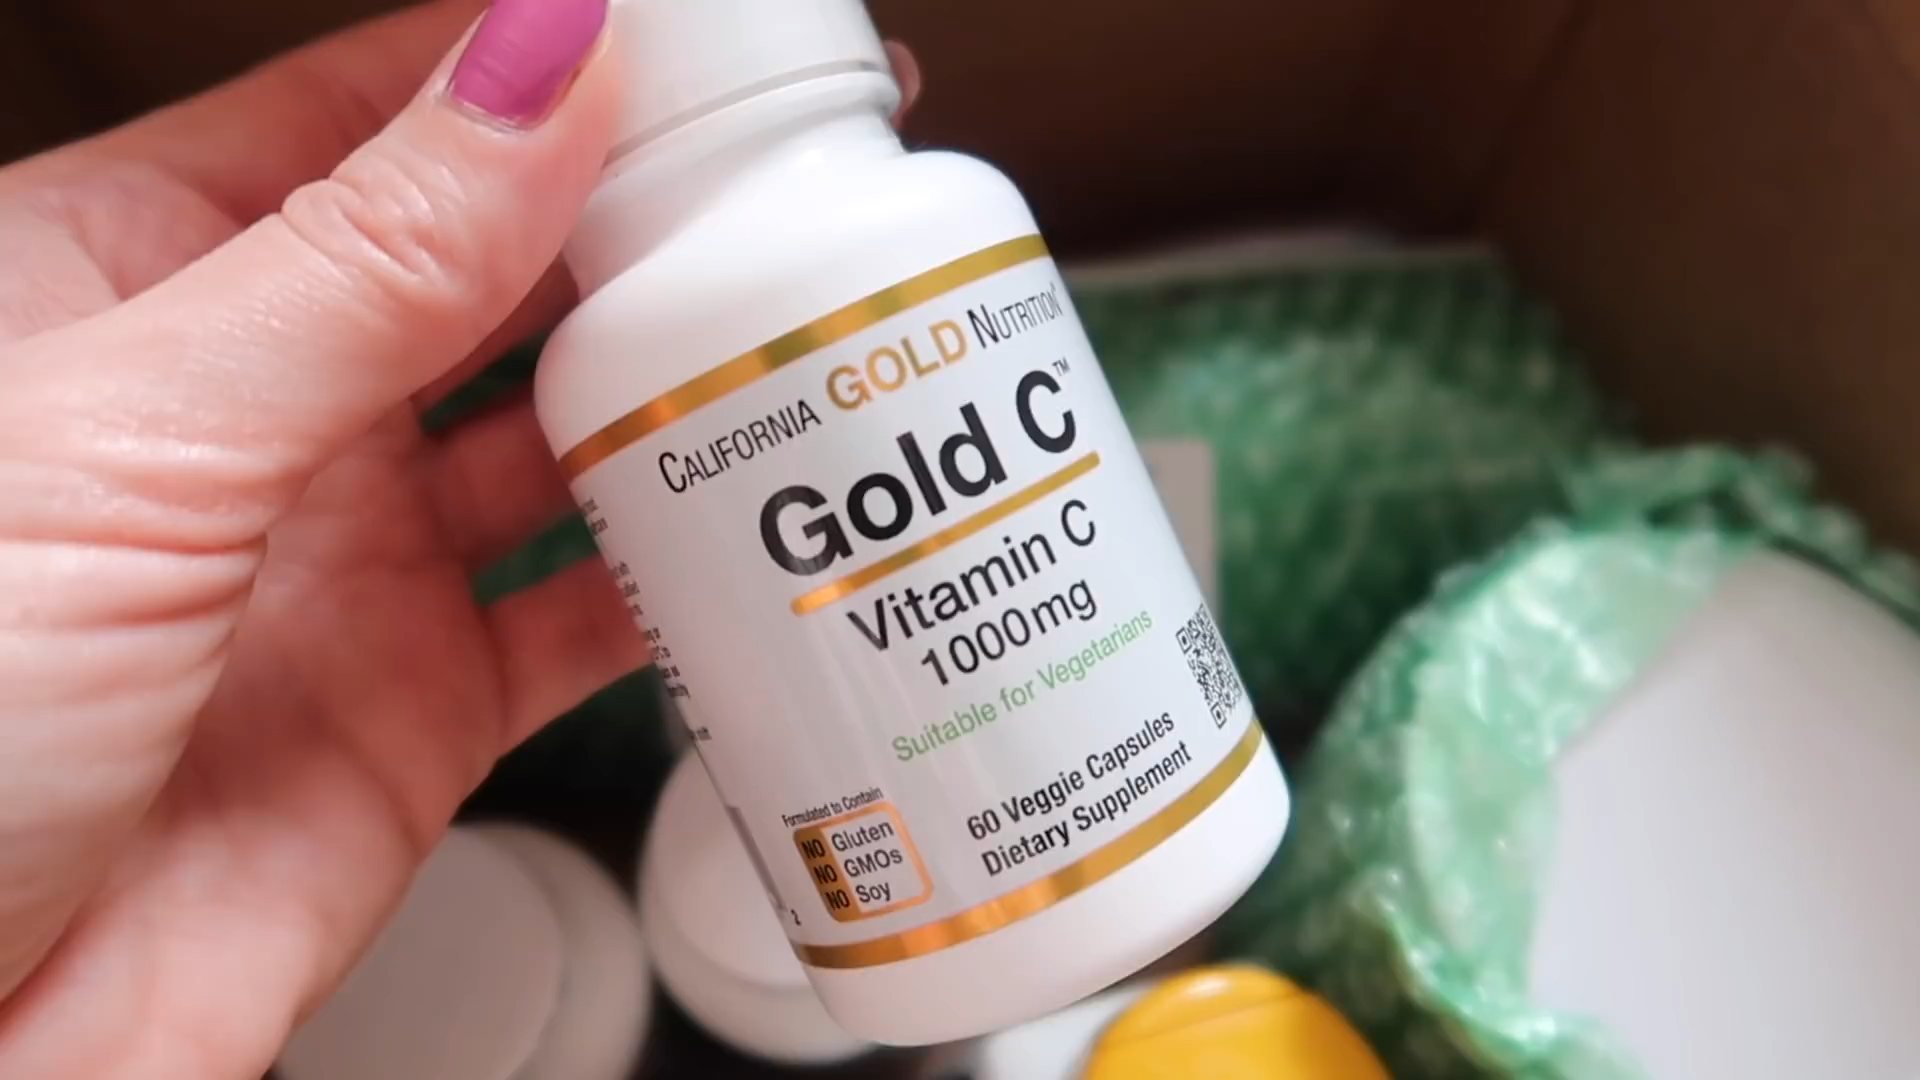 CALIFORNIA GOLD NUTRITION®
Gold C™
Vitamin C
1000mg
Suitable for Vegetarians
60 Veggie Capsules
Dietary Supplement
Formulated to Contain
NO Gluten
NO GMOs
NO Soy
2